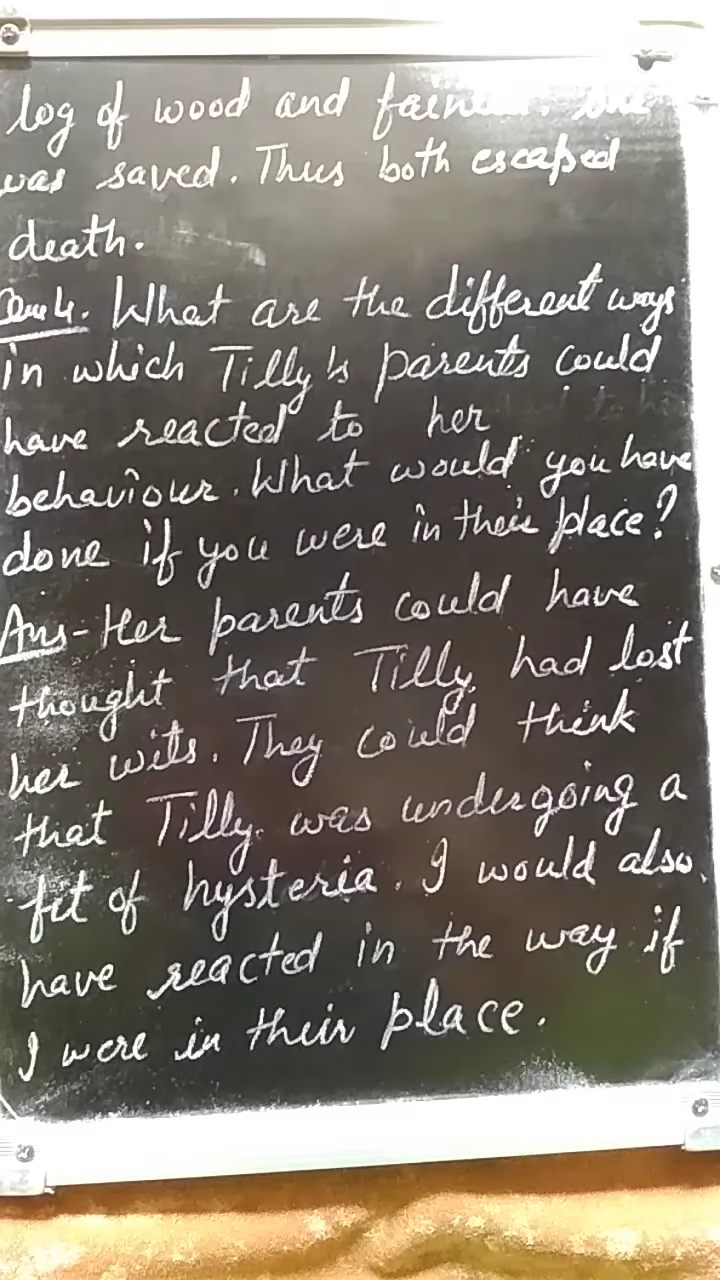 log of wood and
was saved. Thus both escaped
death.
What are the different ways
in which Tilly's parents could
have reacted to her
behaviour. What would you have
done if you were in their place?
Ans- Her parents could have
thought that Tilly had lost
her wits. They could think
that Tilly was undergoing a
fit of hysteria. I would also
have reacted in the way if
I were in their place.